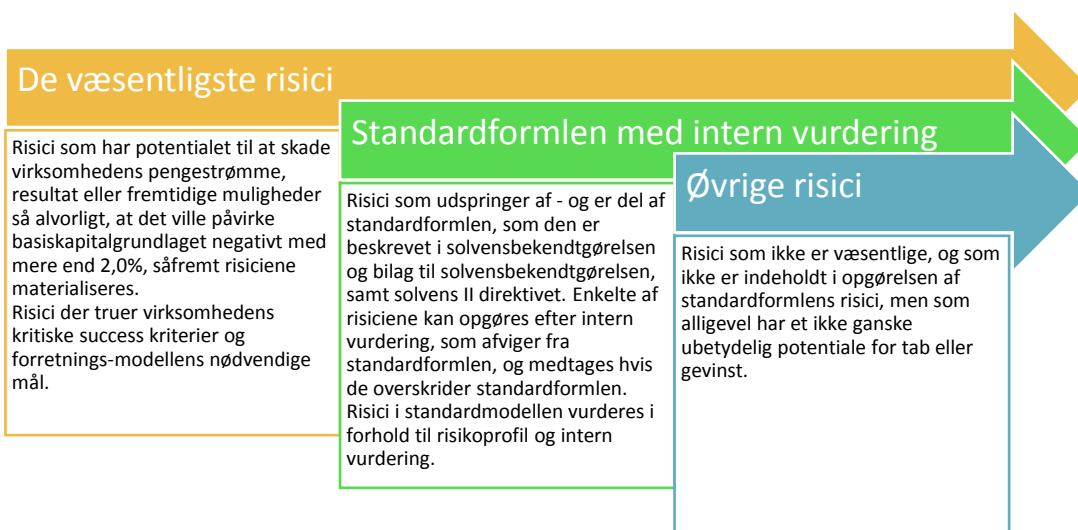 De væsentligste risici
Risici som har potentialet til at skade
virksomhedens pengestrømme,
resultat eller fremtidige muligheder
så alvorligt, at det ville påvirke
basiskapitalgrundlaget negativt med
mere end 2,0%, såfremt risiciene
materialiseres.
Risici der truer virksomhedens
kritiske success kriterier og
forretnings-modellens nødvendige
mål.
Standardformlen med intern vurdering
Risici som udspringer af - og er del af
standardformlen, som den er
beskrevet i solvensbekendtgørelsen
og bilag til solvensbekendtgørelsen,
samt solvens II direktivet. Enkelte af
risiciene kan opgøres efter intern
vurdering, som afviger fra
standardformlen, og medtages hvis
de overskrider standardformlen.
Risici i standardmodellen vurderes i
forhold til risikoprofil og intern
vurdering.
Øvrige risici
Risici som ikke er væsentlige, og som
ikke er indeholdt i opgørelsen af
standardformlens risici, men som
alligevel har et ikke ganske
ubetydelig potentiale for tab eller
gevinst.